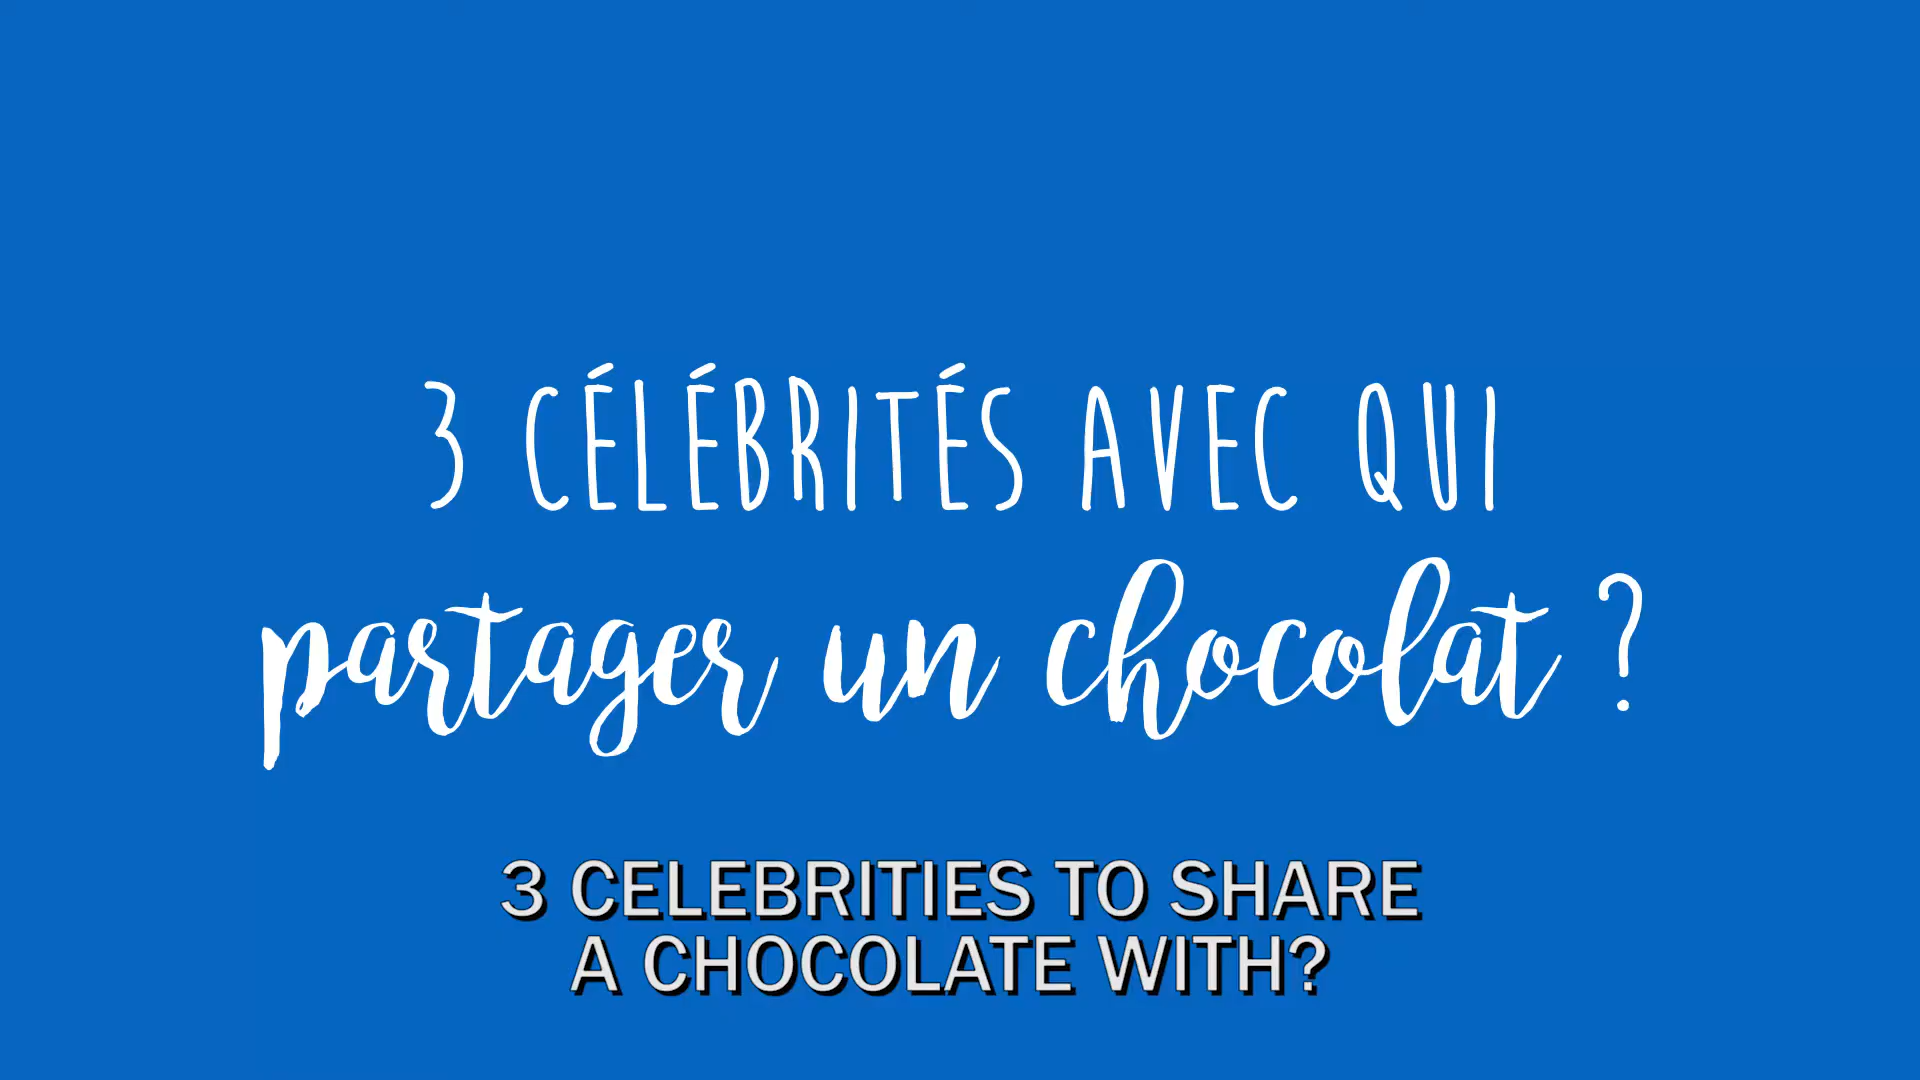 3 CÉLÉBRITÉS AVEC QUI
partager un chocolat ?
3 CELEBRITIES TO SHARE
A CHOCOLATE WITH?